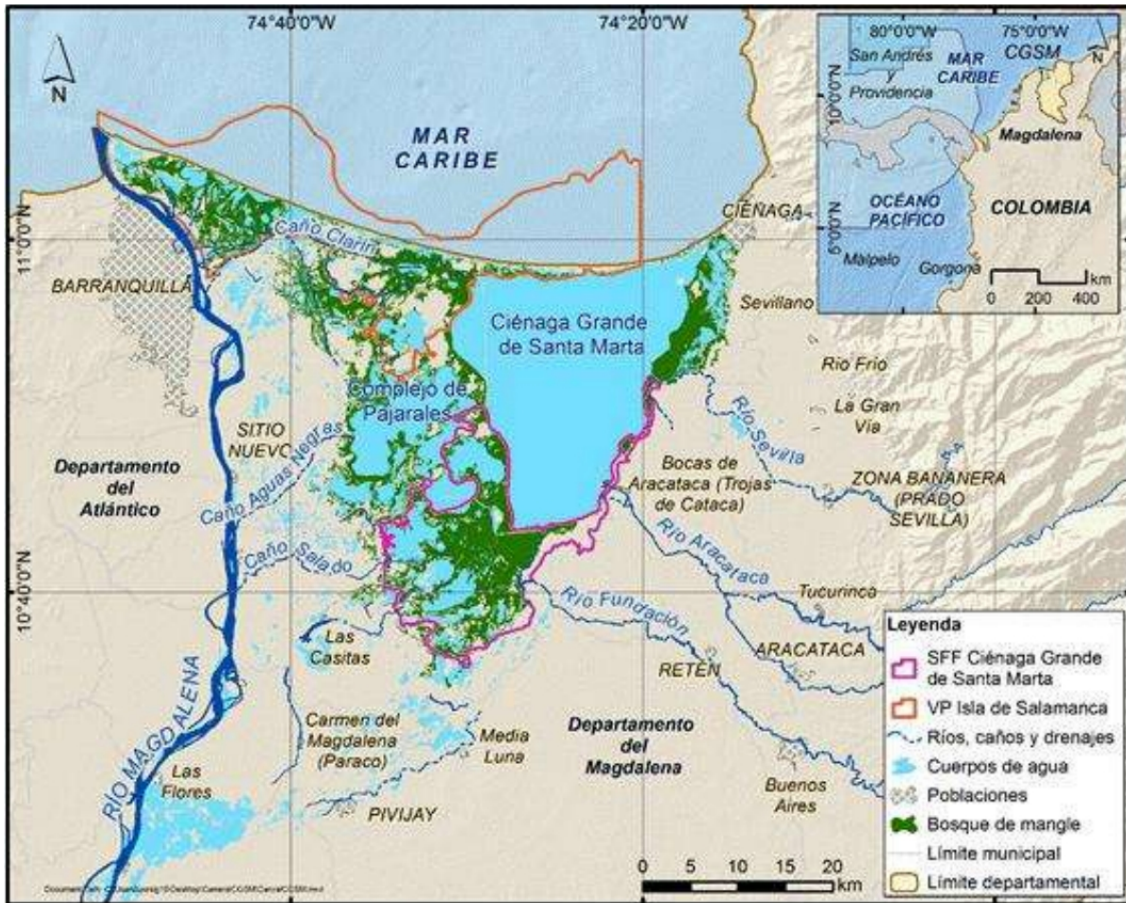 74°40'0"W
74°20'0"W
80°0'0"W
75°0'0"W
San Andrés
y
Providencia
MAR
CARIBE
CGSM
N
10°0'0"N
Magdalena
OCÉANO
PACÍFICO
COLOMBIA
5°0'0"N
Malpelo
Gorgona
km
0 200 400
N
MAR
CARIBE
11°0'0"N
CIÉNAGA
Caño Clarín
BARRANQUILLA
Sevillano
Ciénaga Grande
de Santa Marta
Río Frío
La Gran
Vía
Complejo de
Pajarales
SITIO
NUEVO
Río Sevilla
Departamento
del
Atlántico
Caño Aguas Negras
Bocas de
Aracataca (Trojas
de Cataca)
ZONA BANANERA
(PRADO
SEVILLA)
Caño Salado
Río Aracataca
10°40'0"N
Tucurinca
Río Fundación
Las
Casitas
ARACATACA
RETÉN
RÍO MAGDALENA
Carmen del
Magdalena
(Paraco)
Media
Luna
Departamento
del
Magdalena
Las
Flores
Buenos
Aires
PIVIJAY
0 5 10 15 20
km
Leyenda
SFF Ciénaga Grande
de Santa Marta
VP Isla de Salamanca
Ríos, caños y drenajes
Cuerpos de agua
Poblaciones
Bosque de mangle
Límite municipal
Límite departamental